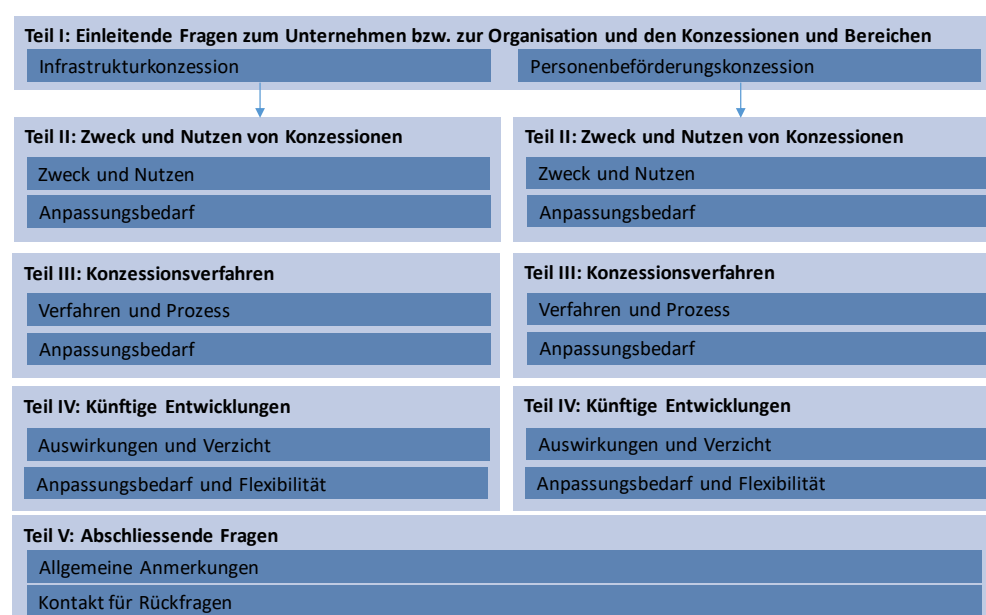 Teil I: Einleitende Fragen zum Unternehmen bzw. zur Organisation und den Konzessionen und Bereichen
Infrastrukturkonzession
Personenbeförderungskonzession
Teil II: Zweck und Nutzen von Konzessionen
Zweck und Nutzen
Anpassungsbedarf
Teil II: Zweck und Nutzen von Konzessionen
Zweck und Nutzen
Anpassungsbedarf
Teil III: Konzessionsverfahren
Verfahren und Prozess
Anpassungsbedarf
Teil III: Konzessionsverfahren
Verfahren und Prozess
Anpassungsbedarf
Teil IV: Künftige Entwicklungen
Auswirkungen und Verzicht
Anpassungsbedarf und Flexibilität
Teil IV: Künftige Entwicklungen
Auswirkungen und Verzicht
Anpassungsbedarf und Flexibilität
Teil V: Abschliessende Fragen
Allgemeine Anmerkungen
Kontakt für Rückfragen